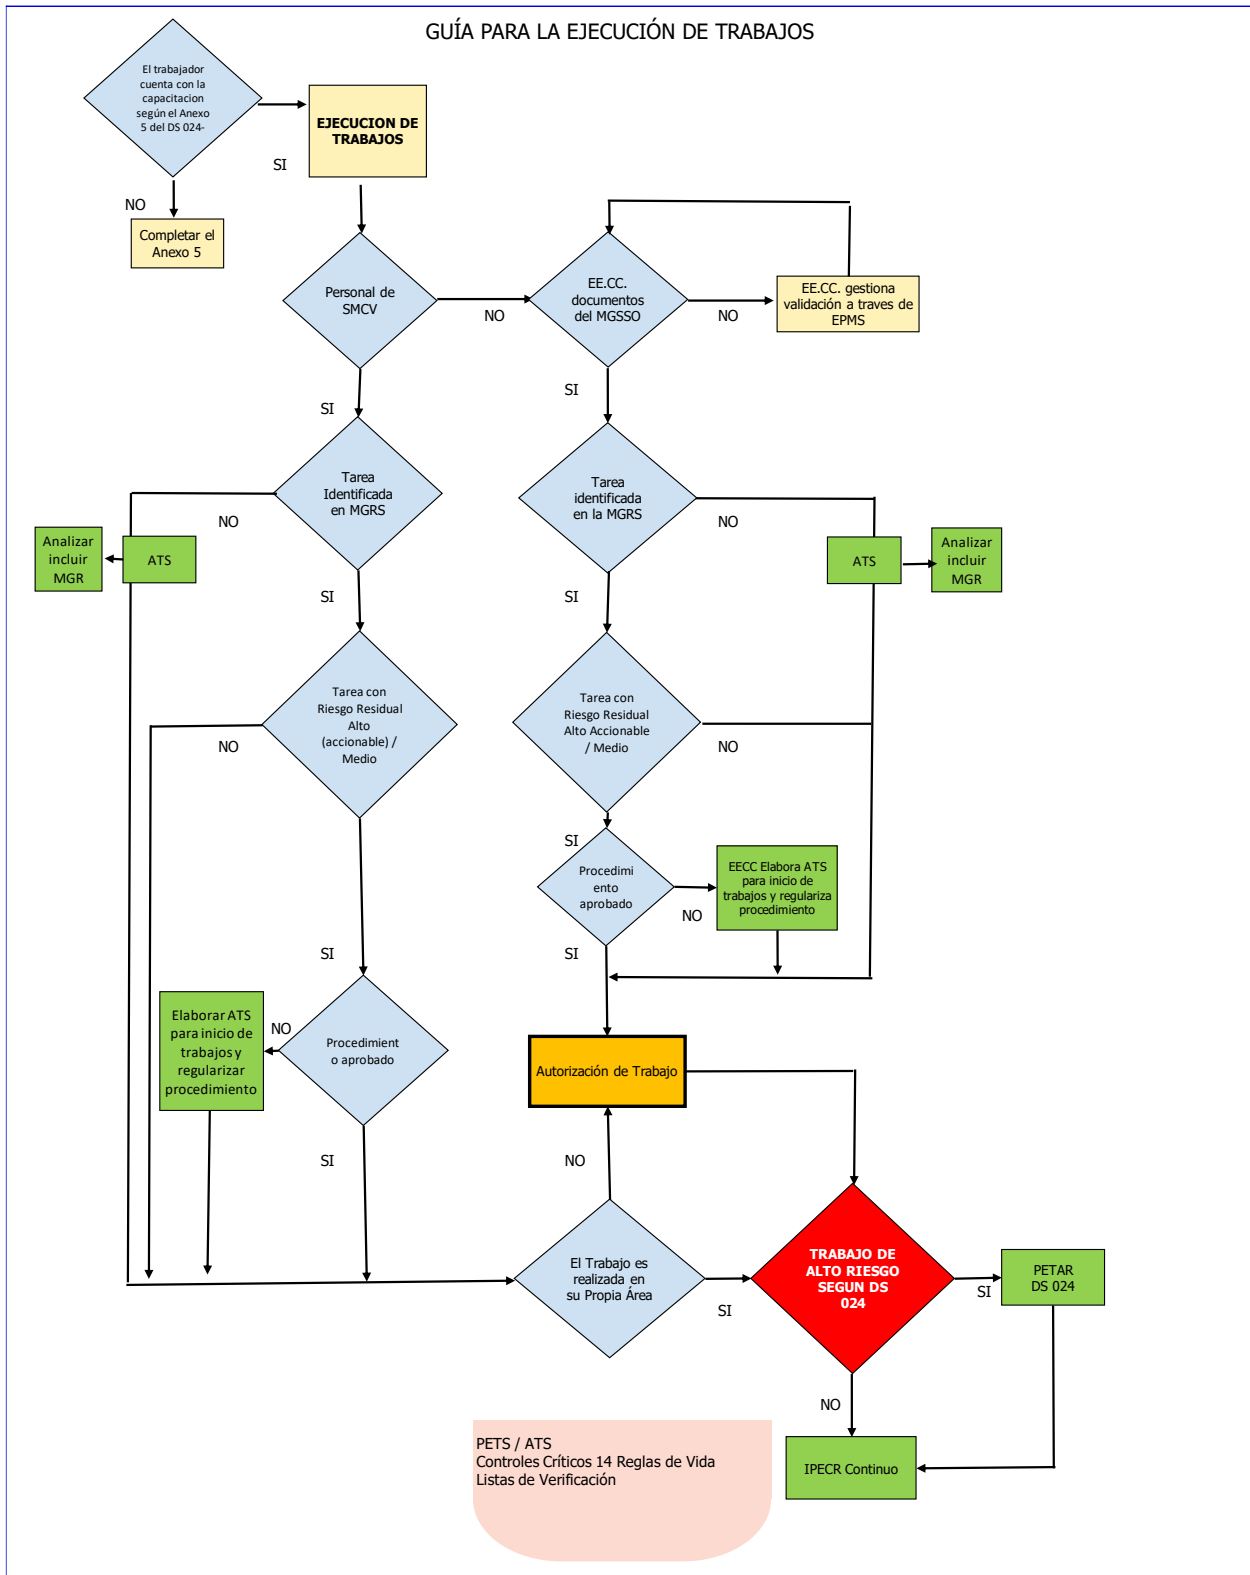 GUÍA PARA LA EJECUCIÓN DE TRABAJOS
El trabajador
cuenta con la
capacitacion
según el Anexo
5 del DS 024-
SI
NO
Completar el
Anexo 5
EJECUCION DE
TRABAJOS
Personal de
SMCV
NO
EE.CC.
documentos
del MGSSO
NO
EE.CC. gestiona
validación a traves de
EPMS
SI
SI
Tarea
Identificada
en MGRS
NO
ATS
Analizar
incluir
MGR
SI
Tarea
identificada
en la MGRS
NO
ATS
Analizar
incluir
MGR
SI
Tarea con
Riesgo Residual
Alto
(accionable) /
Medio
NO
Tarea con
Riesgo Residual
Alto Accionable
/ Medio
NO
SI
Procedimi
ento
aprobado
NO
EECC Elabora ATS
para inicio de
trabajos y regulariza
procedimiento
SI
SI
Procediment
o aprobado
NO
Elaborar ATS
para inicio de
trabajos y
regularizar
procedimiento
SI
Autorización de Trabajo
NO
El Trabajo es
realizada en
su Propia Área
SI
TRABAJO DE
ALTO RIESGO
SEGUN DS
024
SI
PETAR
DS 024
NO
IPECR Continuo
PETS / ATS
Controles Críticos 14 Reglas de Vida
Listas de Verificación